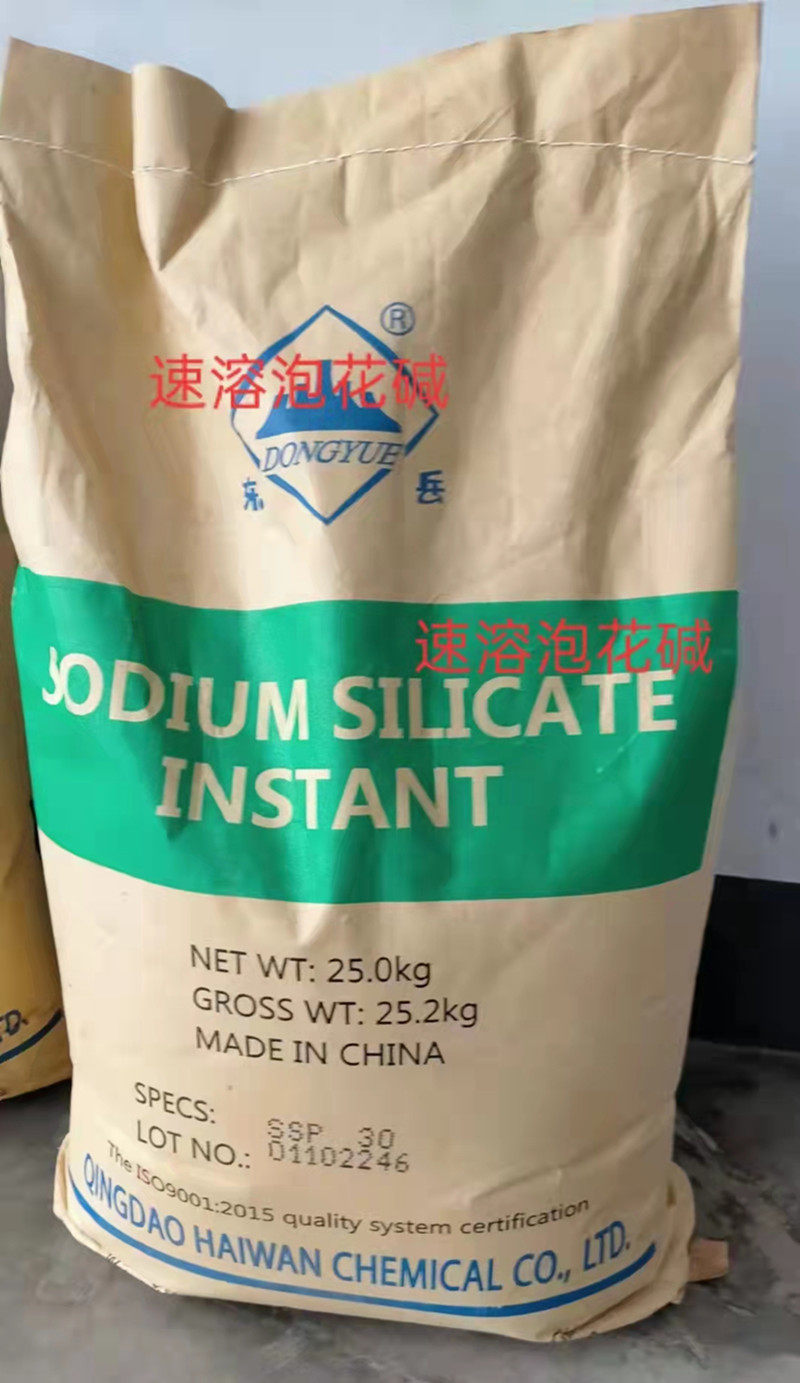 ®
速溶泡花碱
DONGYUE
东 岳
速溶泡花碱
SODIUM SILICATE
INSTANT
NET WT: 25.0kg
GROSS WT: 25.2kg
MADE IN CHINA
SPECS: SSP 30
LOT NO.: D1102246
The ISO9001:2015 quality system certification
QINGDAO HAIWAN CHEMICAL CO., LTD.
TD.